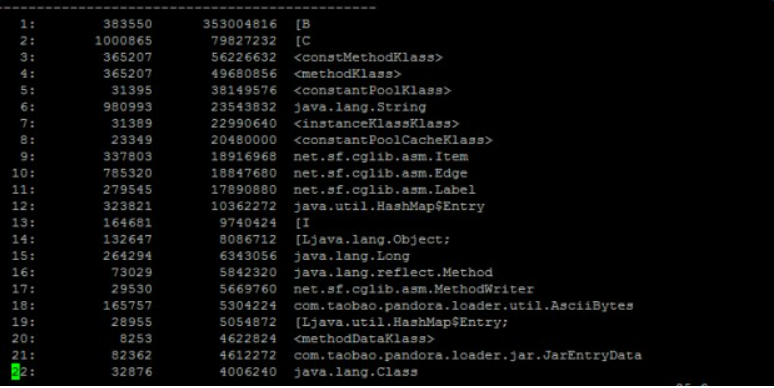 ------------------------------------------------
1: 383550 353004816 [B
2: 1000865 79827232 [C
3: 365207 56226632 <constMethodKlass>
4: 365207 49680856 <methodKlass>
5: 31395 38149576 <constantPoolKlass>
6: 980993 23543832 java.lang.String
7: 31389 22990640 <instanceKlassKlass>
8: 23349 20480000 <constantPoolCacheKlass>
9: 337803 18916968 net.sf.cglib.asm.Item
10: 785320 18847680 net.sf.cglib.asm.Edge
11: 279545 17890880 net.sf.cglib.asm.Label
12: 323821 10362272 java.util.HashMap$Entry
13: 164681 9740424 [I
14: 132647 8086712 [Ljava.lang.Object;
15: 264294 6343056 java.lang.Long
16: 73029 5842320 java.lang.reflect.Method
17: 29530 5669760 net.sf.cglib.asm.MethodWriter
18: 165757 5304224 com.taobao.pandora.loader.util.AsciiBytes
19: 28955 5054872 [Ljava.util.HashMap$Entry;
20: 8253 4622824 <methodDataKlass>
21: 82362 4612272 com.taobao.pandora.loader.jar.JarEntryData
22: 32876 4006240 java.lang.Class